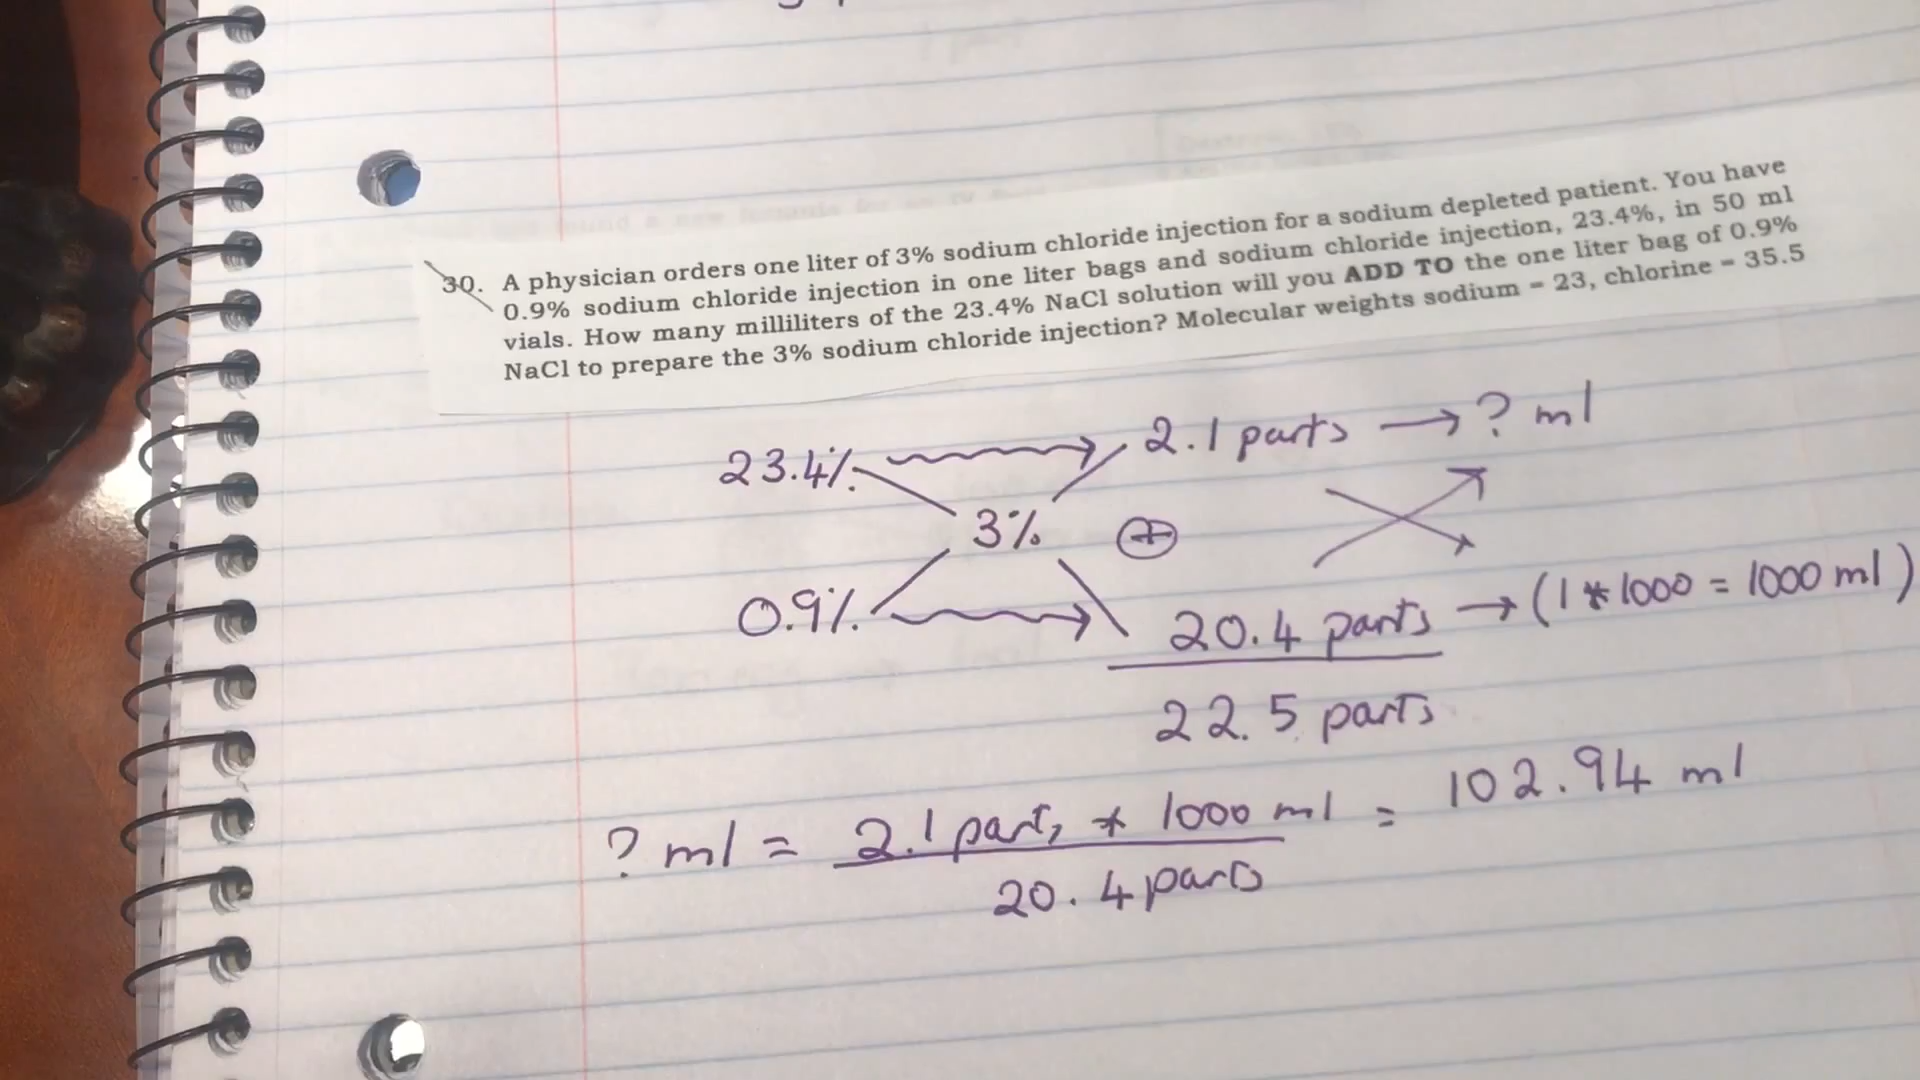 30. A physician orders one liter of 3% sodium chloride injection for a sodium depleted patient. You have
0.9% sodium chloride injection in one liter bags and sodium chloride injection, 23.4%, in 50 ml
vials. How many milliliters of the 23.4% NaCl solution will you ADD TO the one liter bag of 0.9%
NaCl to prepare the 3% sodium chloride injection? Molecular weights sodium = 23, chlorine = 35.5
23.4% 2.1 parts → ? ml
3% +
0.9% 20.4 parts → (1 * 1000 = 1000 ml)
22.5 parts
? ml = 2.1 parts * 1000 ml = 102.94 ml
20.4 parts